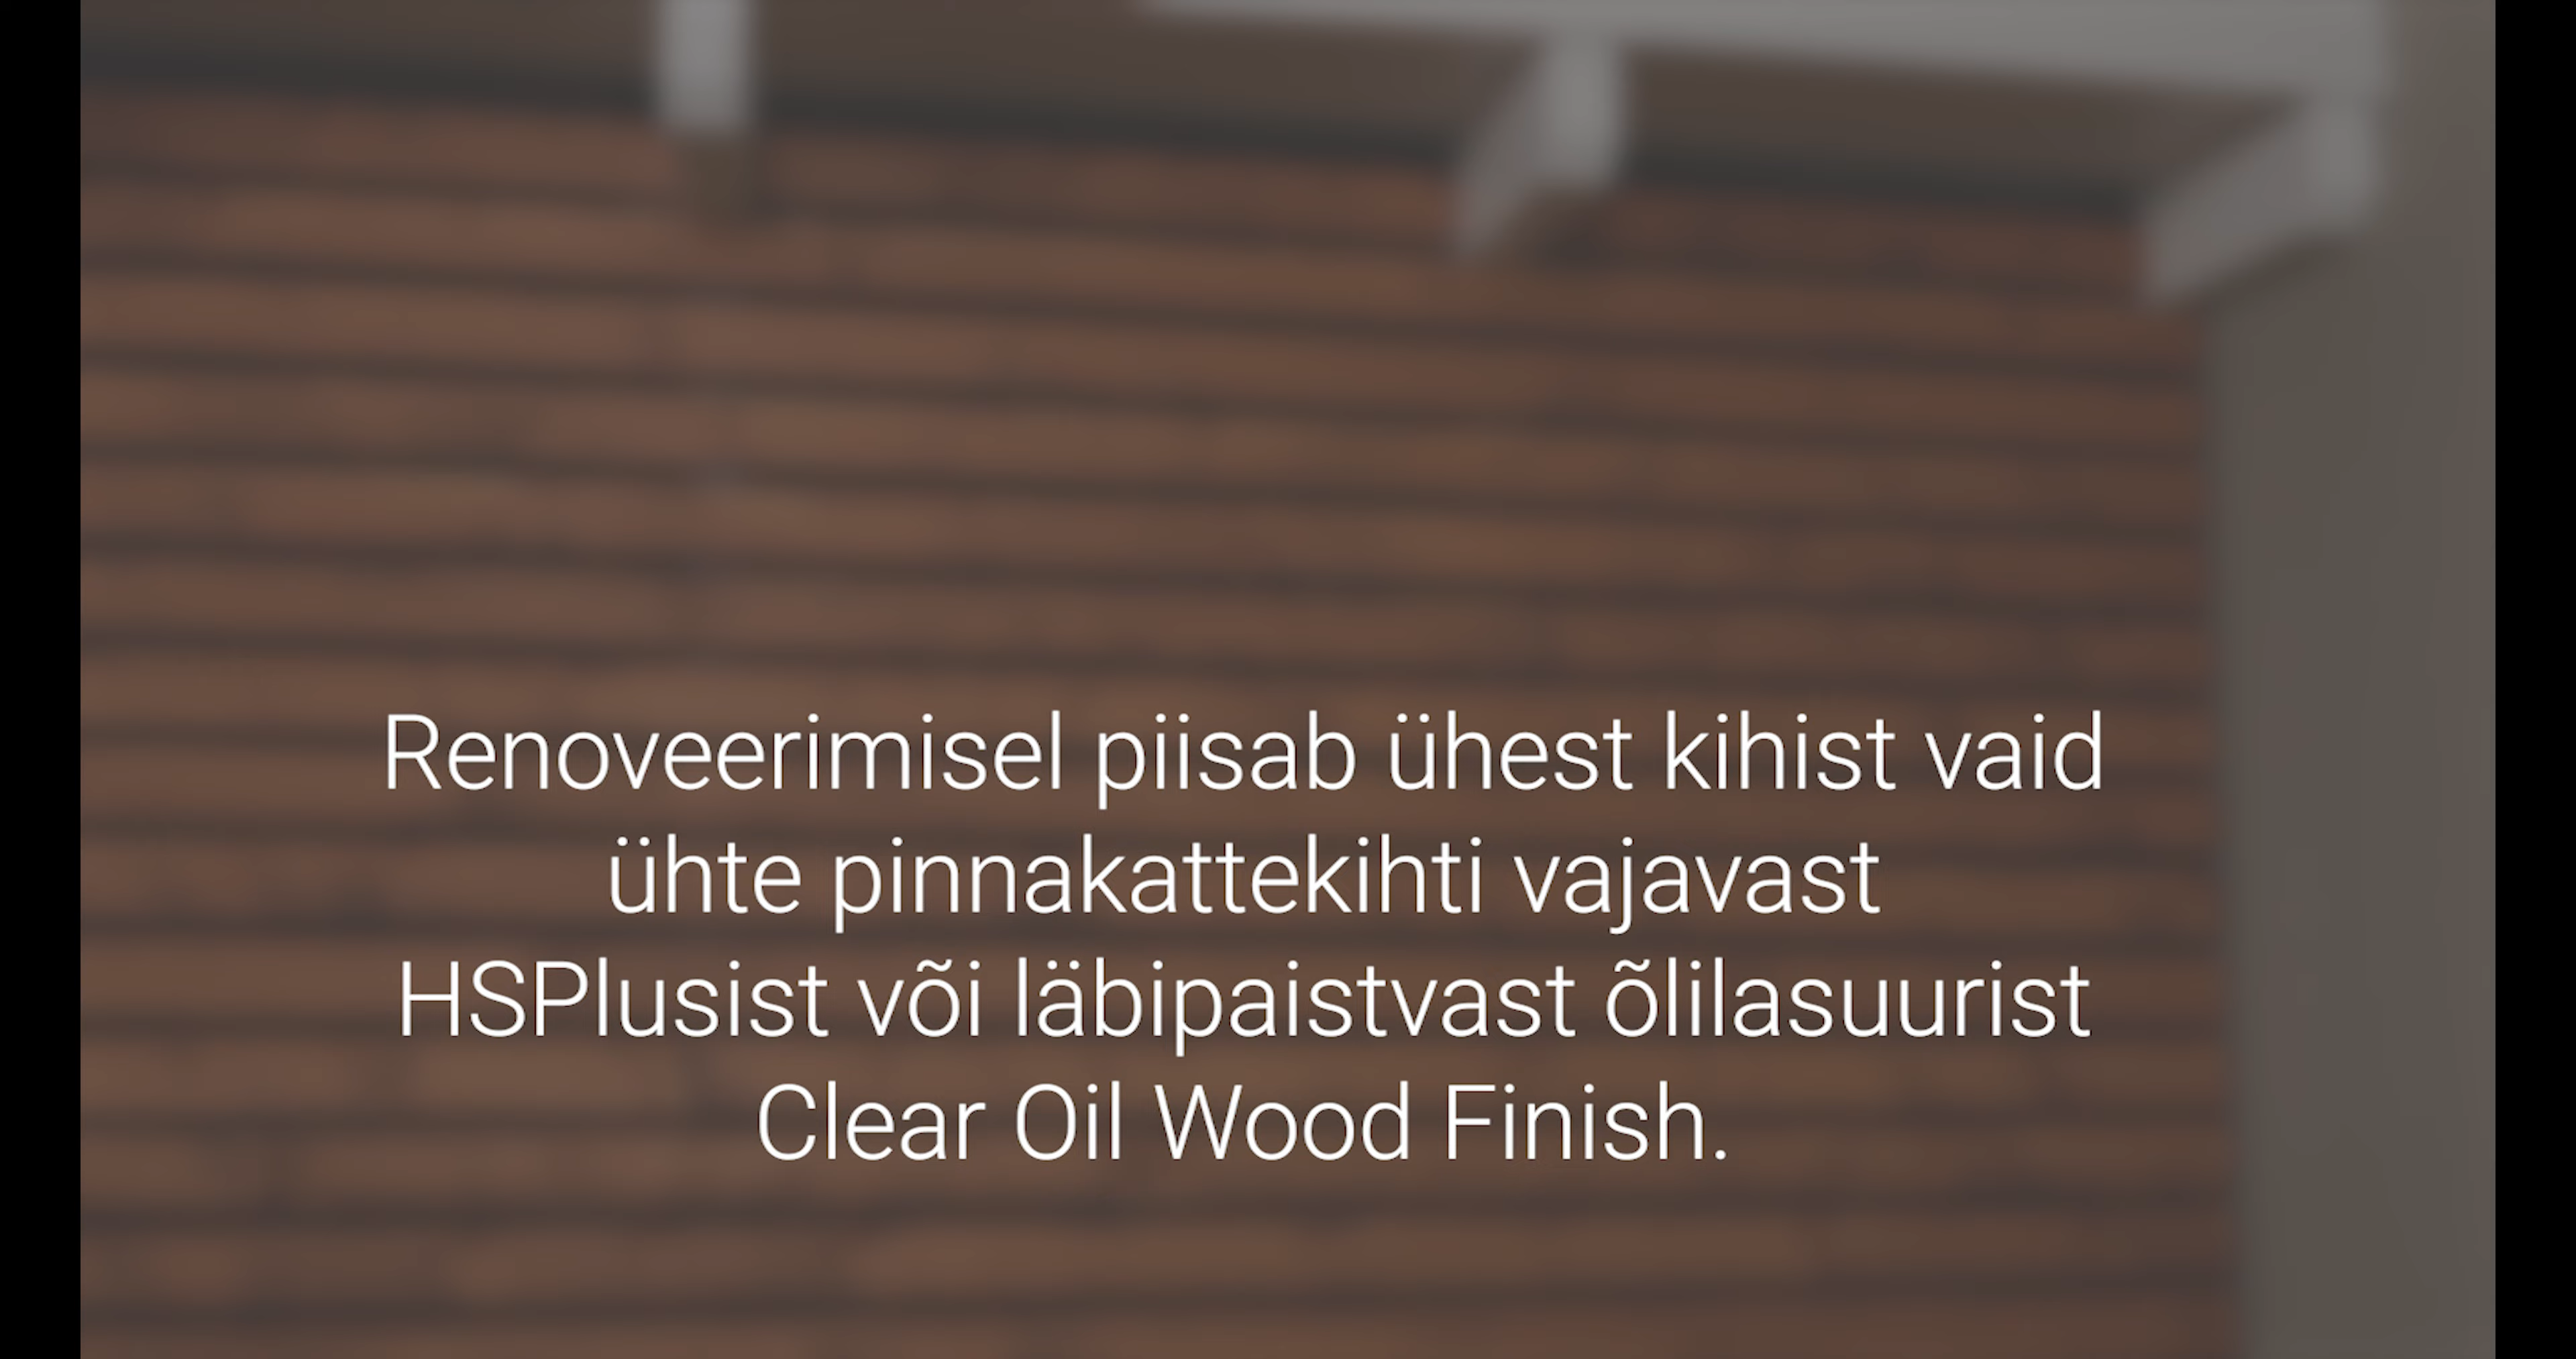 Renoveerimisel piisab ühest kihist vaid
ühte pinnakattekihti vajavast
HSPlusist või läbipaistvast õlilasuurist
Clear Oil Wood Finish.